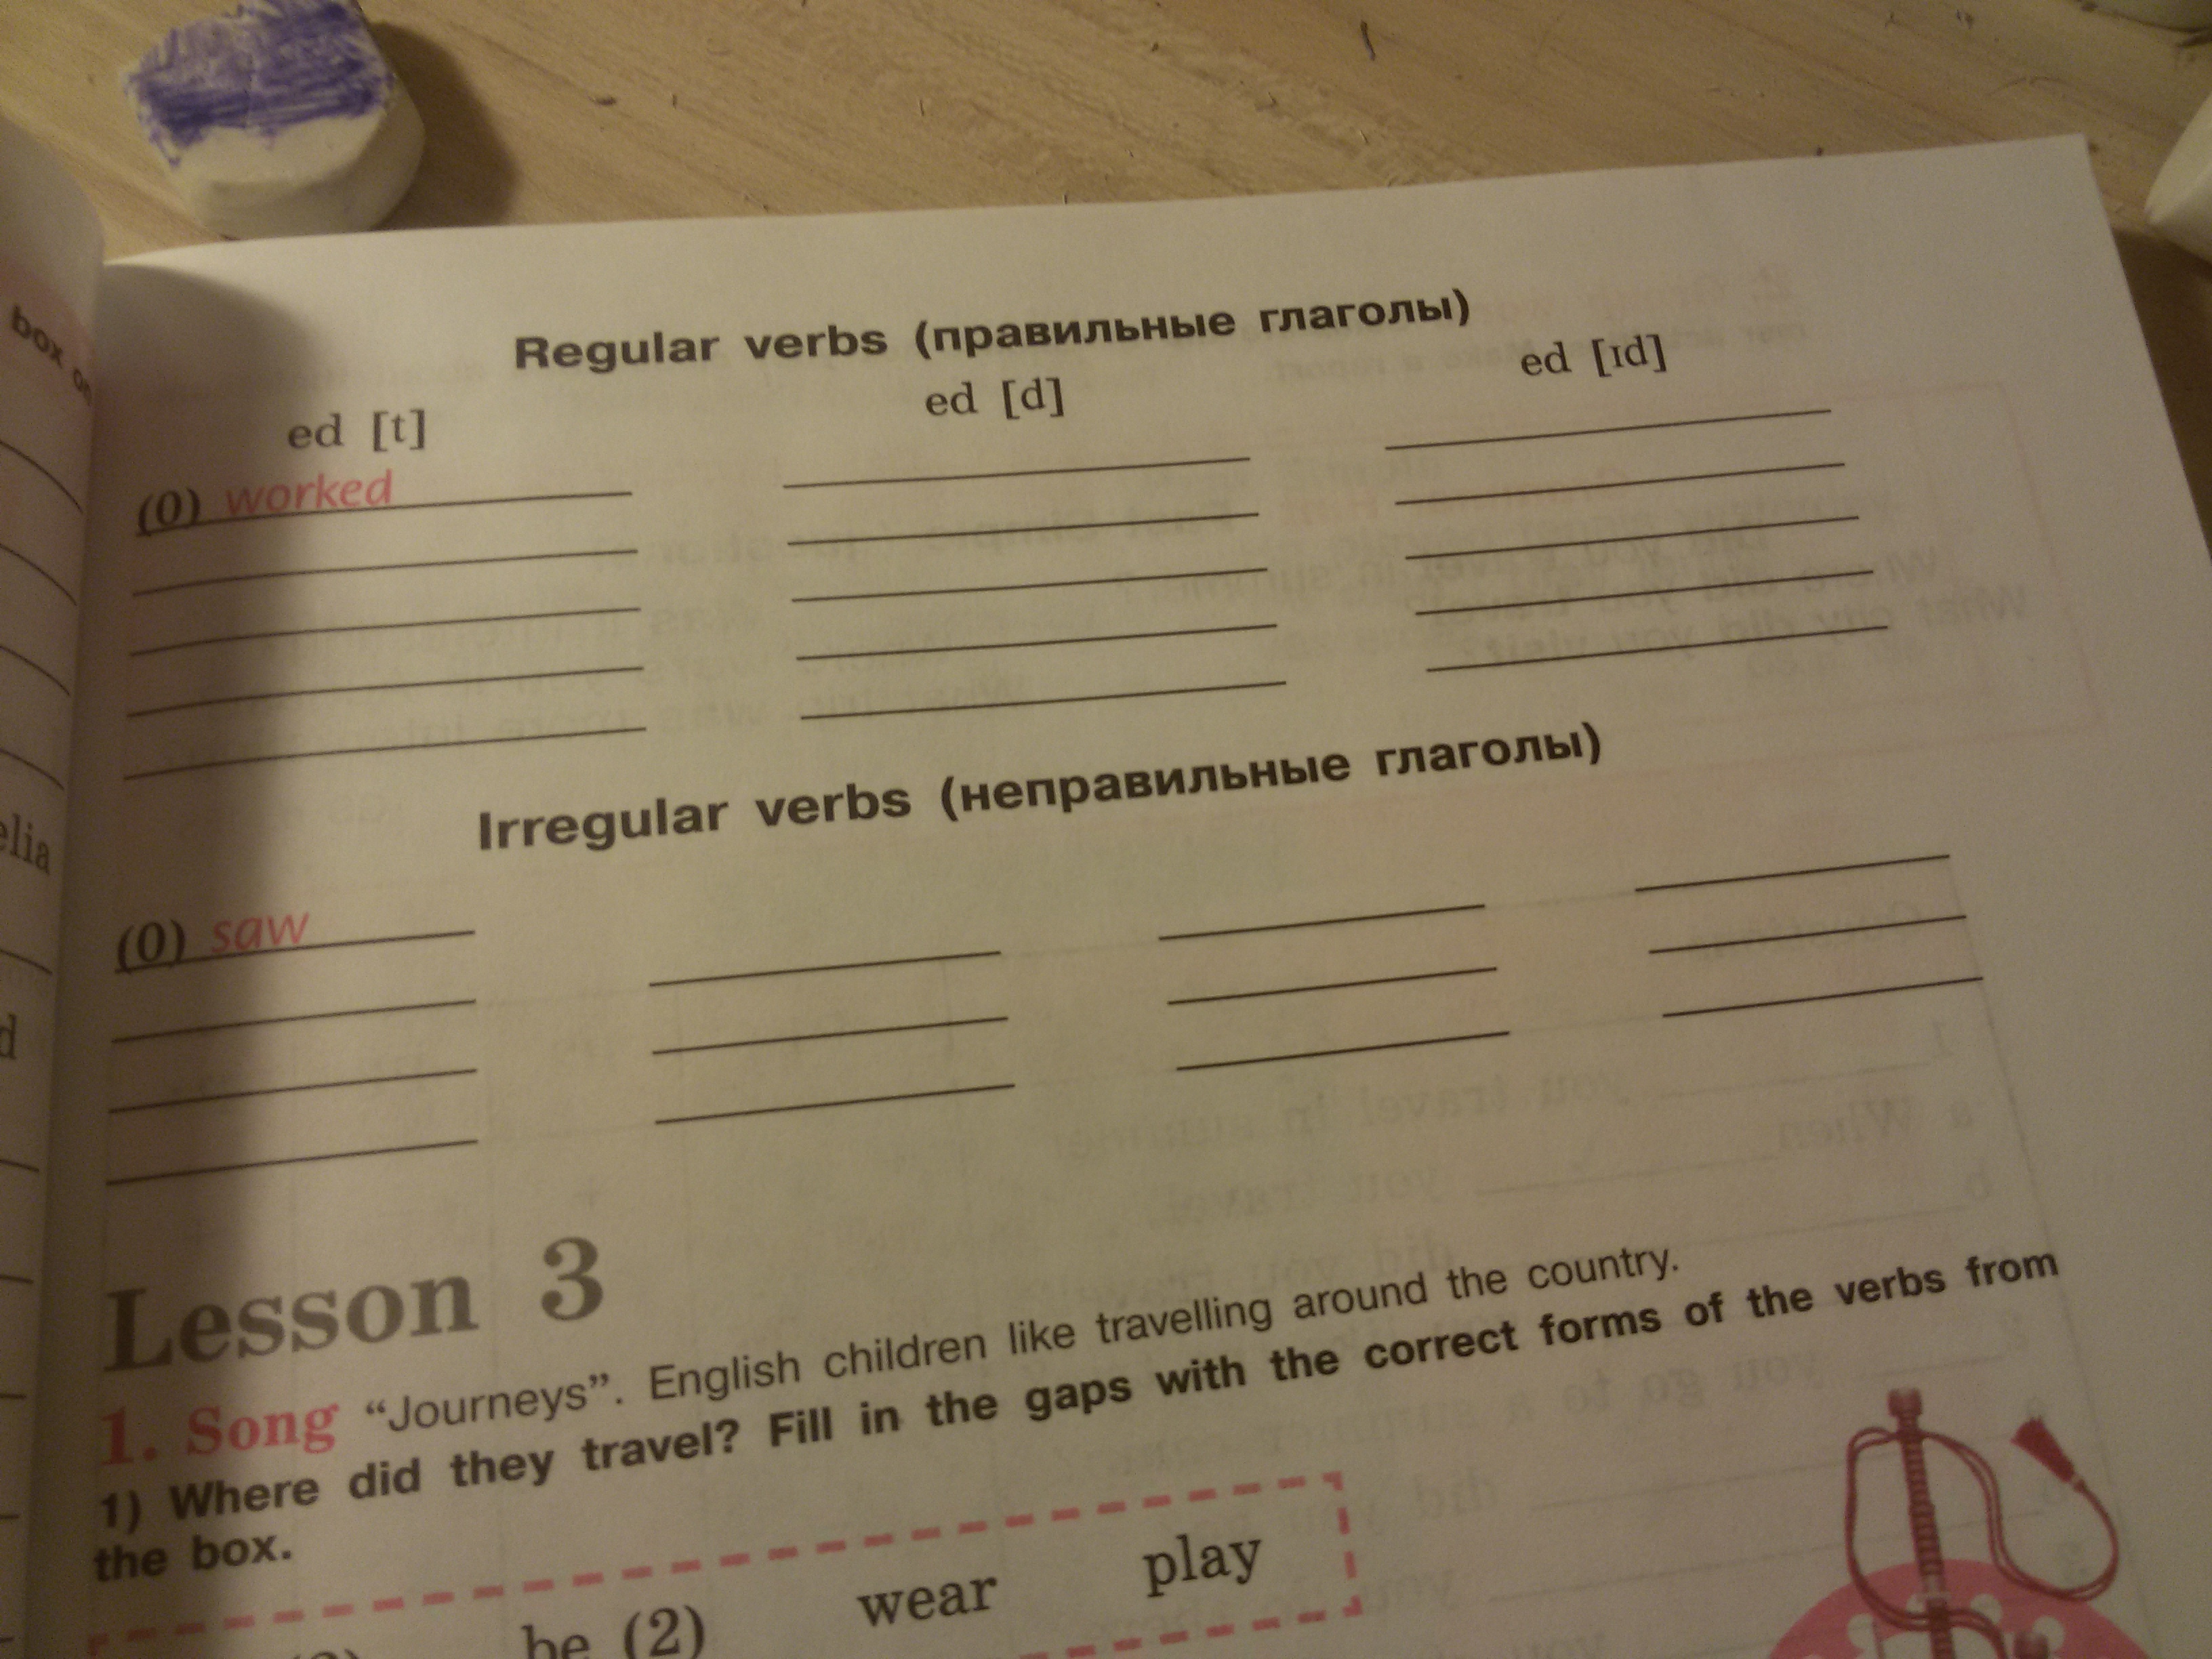 box
Regular verbs (правильные глаголы)
ed [t] ed [d] ed [ɪd]
(0) worked
Irregular verbs (неправильные глаголы)
elia
(0) saw
d
Lesson 3
1. Song “Journeys”. English children like travelling around the country.
1) Where did they travel? Fill in the gaps with the correct forms of the verbs from
the box.
be (2) wear play